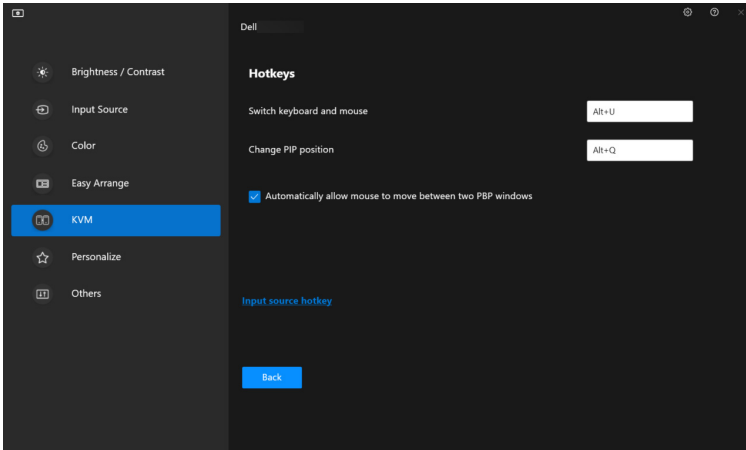 Dell
Brightness / Contrast
Input Source
Color
Easy Arrange
KVM
Personalize
Others
Hotkeys
Switch keyboard and mouse
Alt+U
Change PIP position
Alt+Q
Automatically allow mouse to move between two PBP windows
Input source hotkey
Back